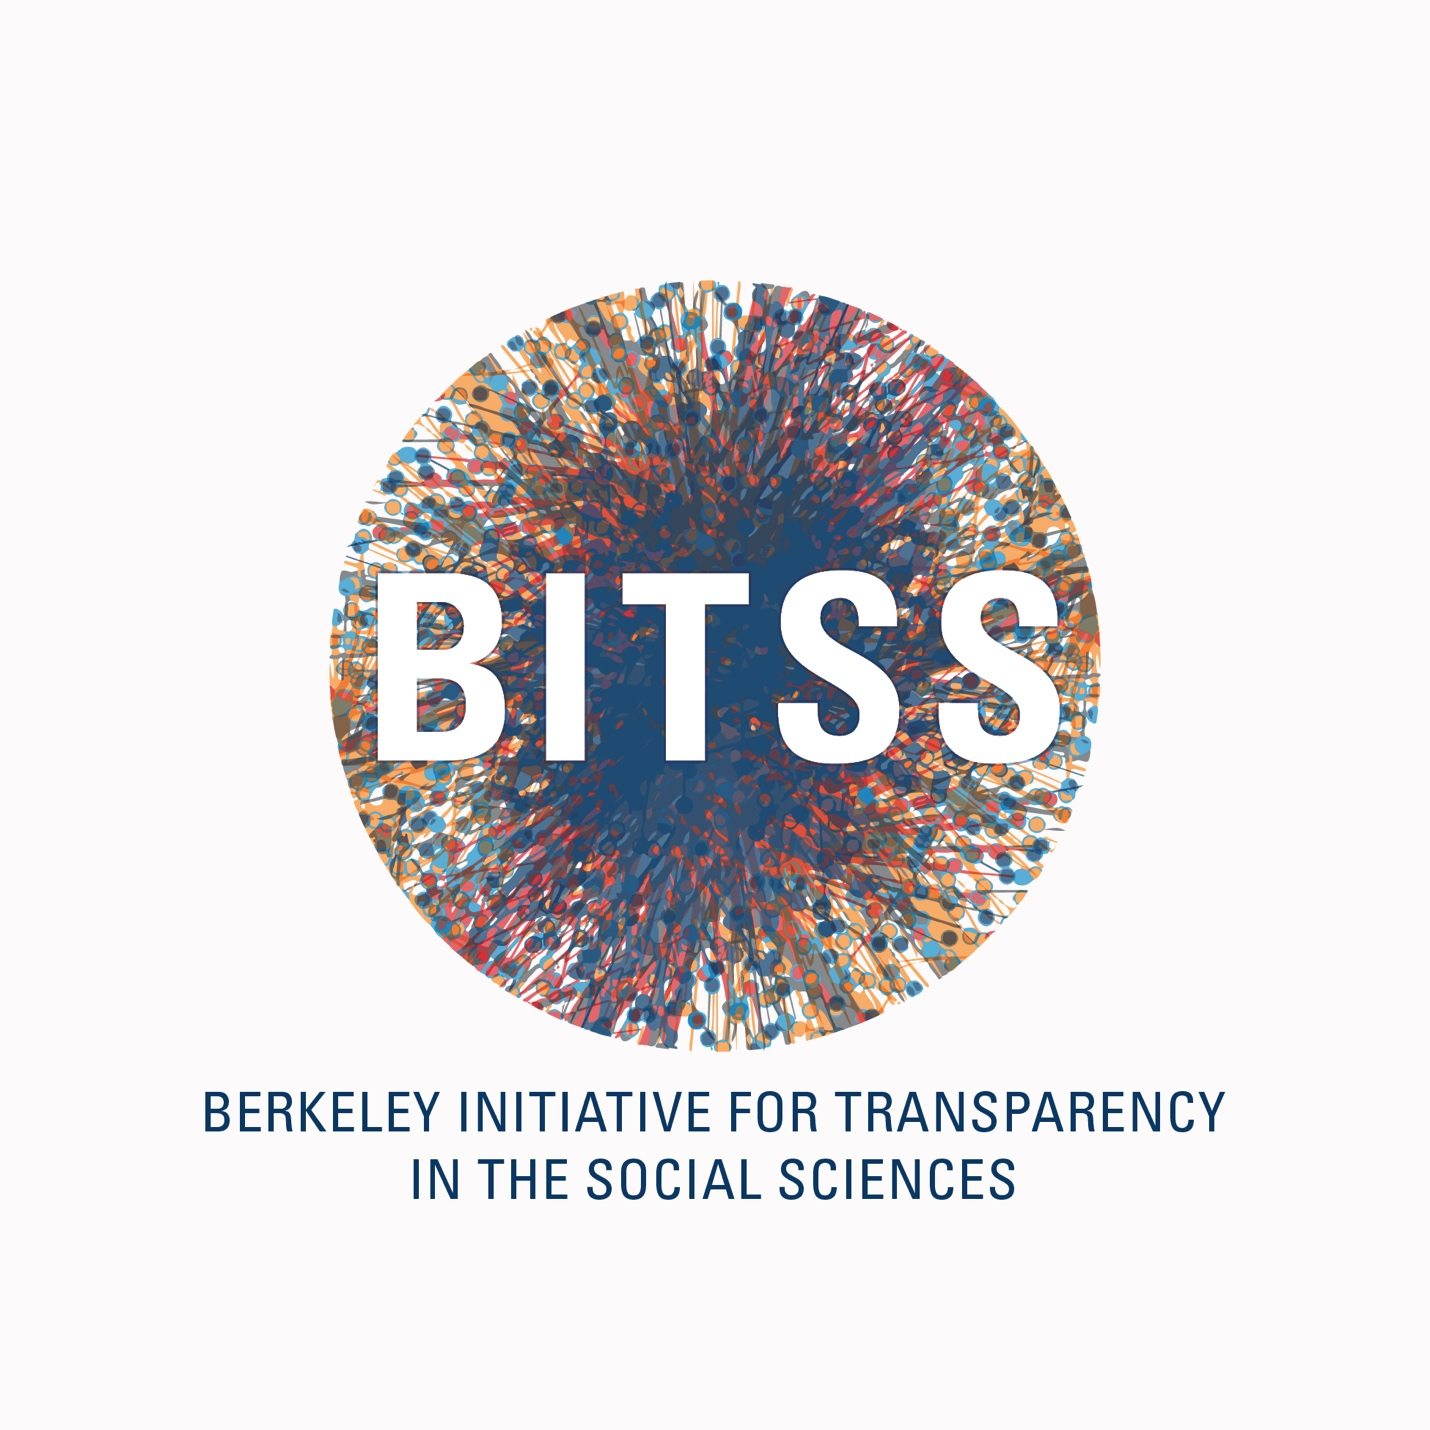 BITSS
BERKELEY INITIATIVE FOR TRANSPARENCY
IN THE SOCIAL SCIENCES